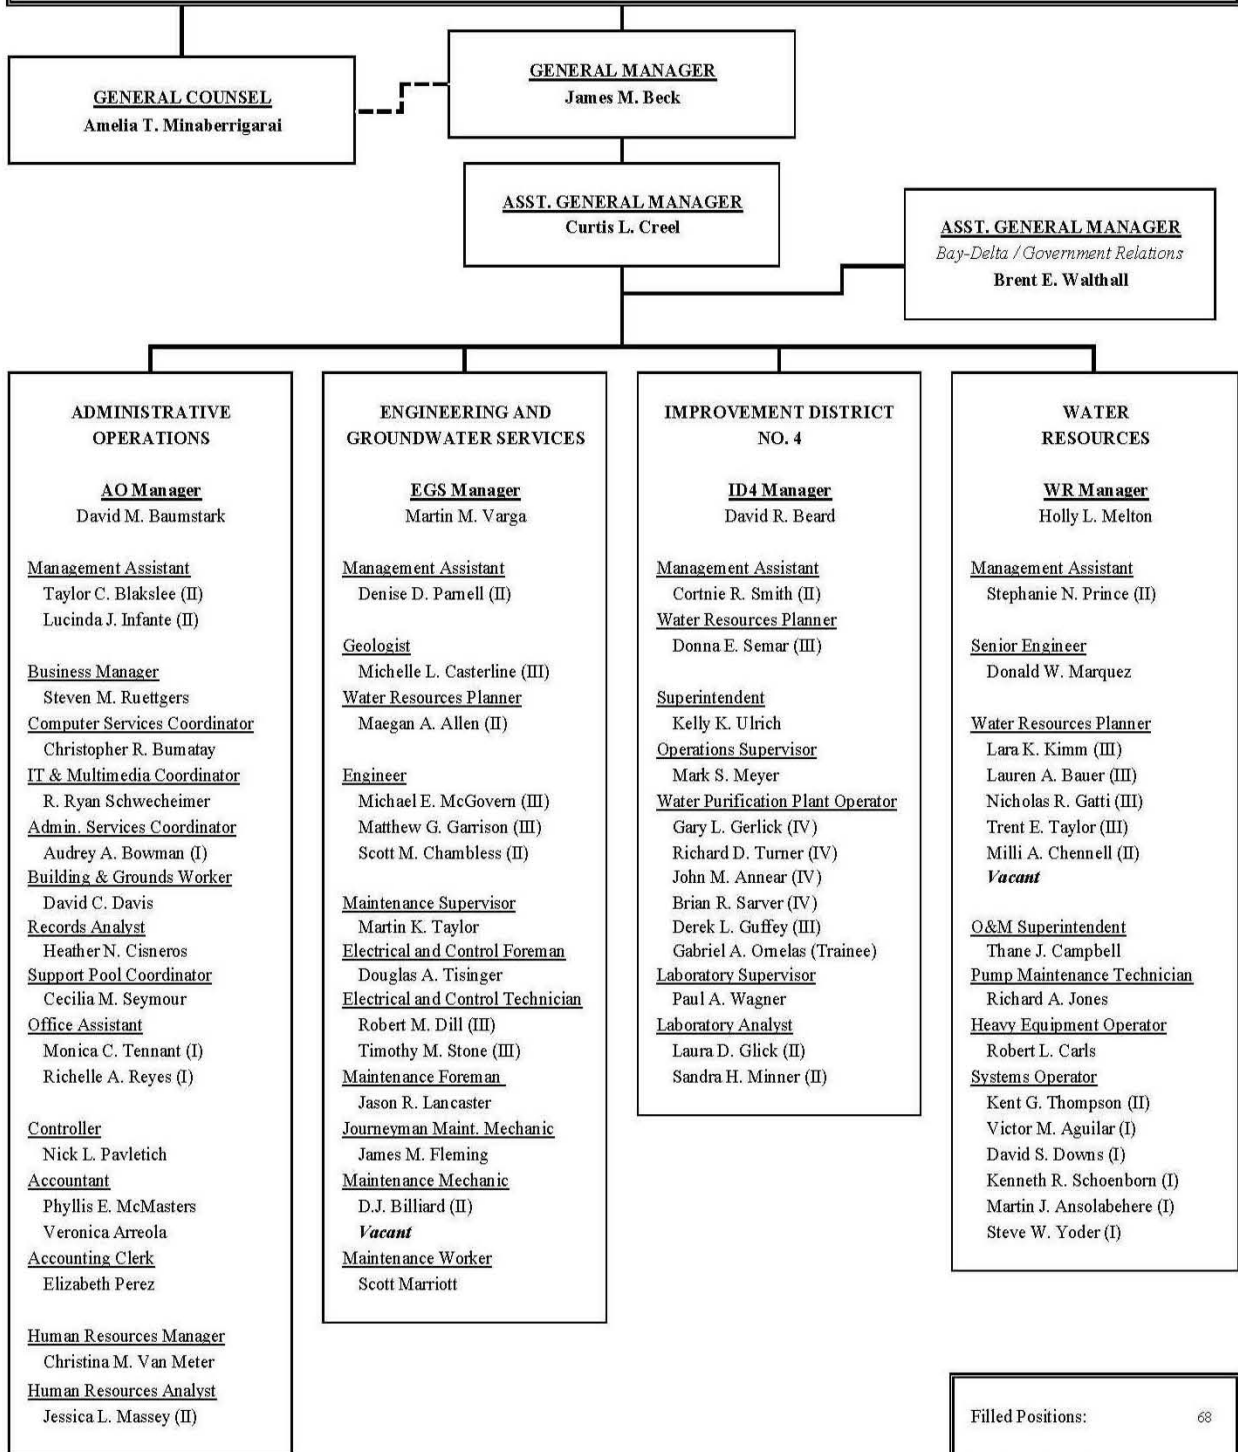 GENERAL MANAGER
James M. Beck
GENERAL COUNSEL
Amelia T. Minaberrigarai
ASST. GENERAL MANAGER
Curtis L. Creel
ASST. GENERAL MANAGER
Bay-Delta / Government Relations
Brent E. Walthall
ADMINISTRATIVE
OPERATIONS
AO Manager
David M. Baumstark
Management Assistant
Taylor C. Blakslee (II)
Lucinda J. Infante (II)
Business Manager
Steven M. Ruettgers
Computer Services Coordinator
Christopher R. Bumatay
IT & Multimedia Coordinator
R. Ryan Schwecheimer
Admin. Services Coordinator
Audrey A. Bowman (I)
Building & Grounds Worker
David C. Davis
Records Analyst
Heather N. Cisneros
Support Pool Coordinator
Cecilia M. Seymour
Office Assistant
Monica C. Tennant (I)
Richelle A. Reyes (I)
Controller
Nick L. Pavletich
Accountant
Phyllis E. McMasters
Veronica Arreola
Accounting Clerk
Elizabeth Perez
Human Resources Manager
Christina M. Van Meter
Human Resources Analyst
Jessica L. Massey (II)
ENGINEERING AND
GROUNDWATER SERVICES
EGS Manager
Martin M. Varga
Management Assistant
Denise D. Parnell (II)
Geologist
Michelle L. Casterline (III)
Water Resources Planner
Maegan A. Allen (II)
Engineer
Michael E. McGovern (III)
Matthew G. Garrison (III)
Scott M. Chambless (II)
Maintenance Supervisor
Martin K. Taylor
Electrical and Control Foreman
Douglas A. Tisinger
Electrical and Control Technician
Robert M. Dill (III)
Timothy M. Stone (III)
Maintenance Foreman
Jason R. Lancaster
Journeyman Maint. Mechanic
James M. Fleming
Maintenance Mechanic
D.J. Billiard (II)
Vacant
Maintenance Worker
Scott Marriott
IMPROVEMENT DISTRICT
NO. 4
ID4 Manager
David R. Beard
Management Assistant
Cortnie R. Smith (II)
Water Resources Planner
Donna E. Semar (III)
Superintendent
Kelly K. Ulrich
Operations Supervisor
Mark S. Meyer
Water Purification Plant Operator
Gary L. Gerlick (IV)
Richard D. Turner (IV)
John M. Annear (IV)
Brian R. Sarver (IV)
Derek L. Guffey (III)
Gabriel A. Ornelas (Trainee)
Laboratory Supervisor
Paul A. Wagner
Laboratory Analyst
Laura D. Glick (II)
Sandra H. Minner (II)
WATER
RESOURCES
WR Manager
Holly L. Melton
Management Assistant
Stephanie N. Prince (II)
Senior Engineer
Donald W. Marquez
Water Resources Planner
Lara K. Kimm (III)
Lauren A. Bauer (III)
Nicholas R. Gatti (III)
Trent E. Taylor (III)
Milli A. Chennell (II)
Vacant
O&M Superintendent
Thane J. Campbell
Pump Maintenance Technician
Richard A. Jones
Heavy Equipment Operator
Robert L. Carls
Systems Operator
Kent G. Thompson (II)
Victor M. Aguilar (I)
David S. Downs (I)
Kenneth R. Schoenborn (I)
Martin J. Ansolabehere (I)
Steve W. Yoder (I)
Filled Positions: 68